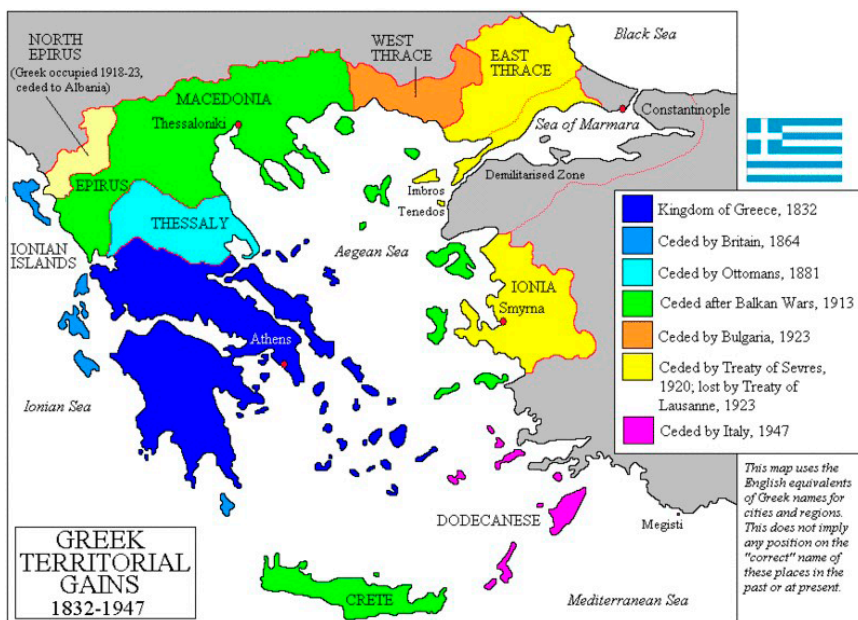 NORTH
EPIRUS
(Greek occupied 1918-23,
ceded to Albania)
WEST
THRACE
EAST
THRACE
Black Sea
MACEDONIA
Thessaloniki
Constantinople
Sea of Marmara
Demilitarised Zone
Imbros
Tenedos
EPIRUS
THESSALY
IONIAN
ISLANDS
Aegean Sea
IONIA
Smyrna
Athens
Ionian Sea
DODECANESE
Megisti
CRETE
Mediterranean Sea
Kingdom of Greece, 1832
Ceded by Britain, 1864
Ceded by Ottomans, 1881
Ceded after Balkan Wars, 1913
Ceded by Bulgaria, 1923
Ceded by Treaty of Sevres,
1920; lost by Treaty of
Lausanne, 1923
Ceded by Italy, 1947
This map uses the
English equivalents
of Greek names for
cities and regions.
This does not imply
any position on the
"correct" name of
these places in the
past or at present.
GREEK
TERRITORIAL
GAINS
1832-1947